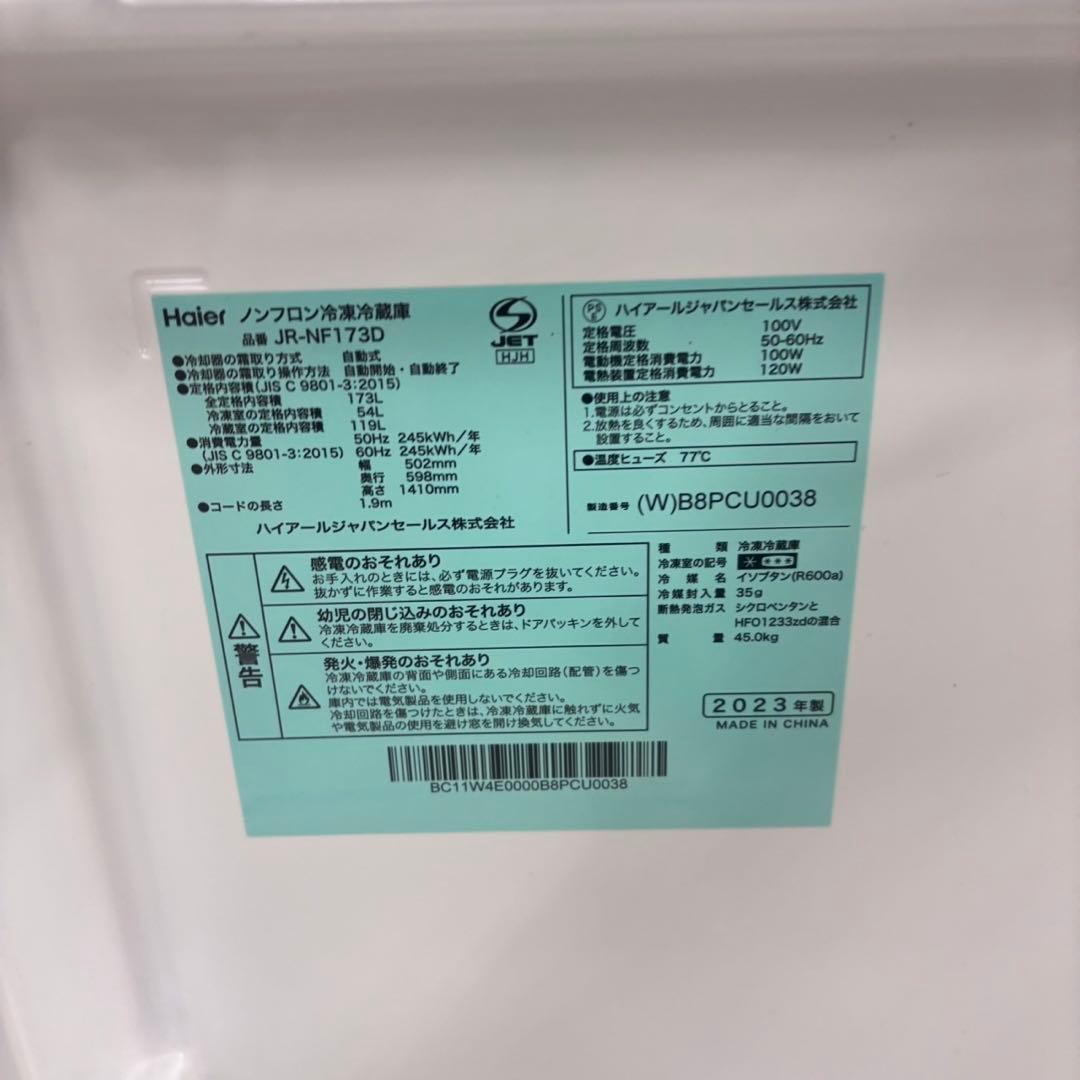 Haier ノンフロン冷凍冷蔵庫
品番 JR-NF173D
JET
HJH
●冷却器の霜取り方式 自動式
●冷却器の霜取り操作方法 自動開始・自動終了
●定格内容積(JIS C 9801-3:2015)
全定格内容積 173L
冷凍室の定格内容積 54L
冷蔵室の定格内容積 119L
●消費電力量 50Hz 245kWh/年
(JIS C 9801-3:2015) 60Hz 245kWh/年
●外形寸法 幅 502mm
奥行 598mm
高さ 1410mm
●コードの長さ 1.9m
ハイアールジャパンセールス株式会社
PS E ハイアールジャパンセールス株式会社
定格電圧 100V
定格周波数 50-60Hz
電動機定格消費電力 100W
電熱装置定格消費電力 120W
●使用上の注意
1.電源は必ずコンセントからとること。
2.放熱を良くするため、周囲に適当な間隔をおいて
設置すること。
●温度ヒューズ 77℃
製造番号 (W)B8PCU0038
警告
感電のおそれあり
お手入れのときには、必ず電源プラグを抜いてください。
抜かずに作業すると感電のおそれがあります。
幼児の閉じ込みのおそれあり
冷凍冷蔵庫を廃棄処分するときは、ドアパッキンを外して
ください。
発火・爆発のおそれあり
冷凍冷蔵庫の背面や側面にある冷却回路(配管)を傷つ
けないでください。
庫内では電気製品を使用しないでください。
冷却回路を傷つけたときは、冷凍冷蔵庫に触れずに火気
や電気製品の使用を避け窓を開け換気してください。
種類 冷凍冷蔵庫
冷凍室の記号 * ***
冷媒名 イソブタン(R600a)
冷媒封入量 35g
断熱発泡ガス シクロペンタンと
HFO1233zdの混合
質量 45.0kg
2023年製
MADE IN CHINA
BC11W4E0000B8PCU0038